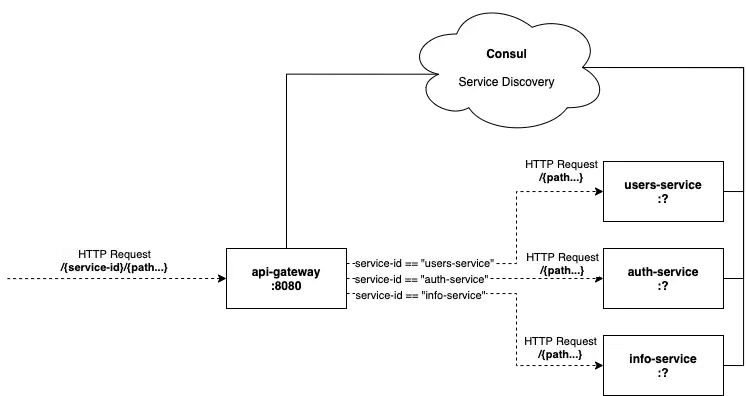 Consul
Service Discovery
HTTP Request
/{path...}
users-service
:?
HTTP Request
/{service-id}/{path...}
api-gateway
:8080
service-id == "users-service"
service-id == "auth-service"
service-id == "info-service"
HTTP Request
/{path...}
auth-service
:?
HTTP Request
/{path...}
info-service
:?